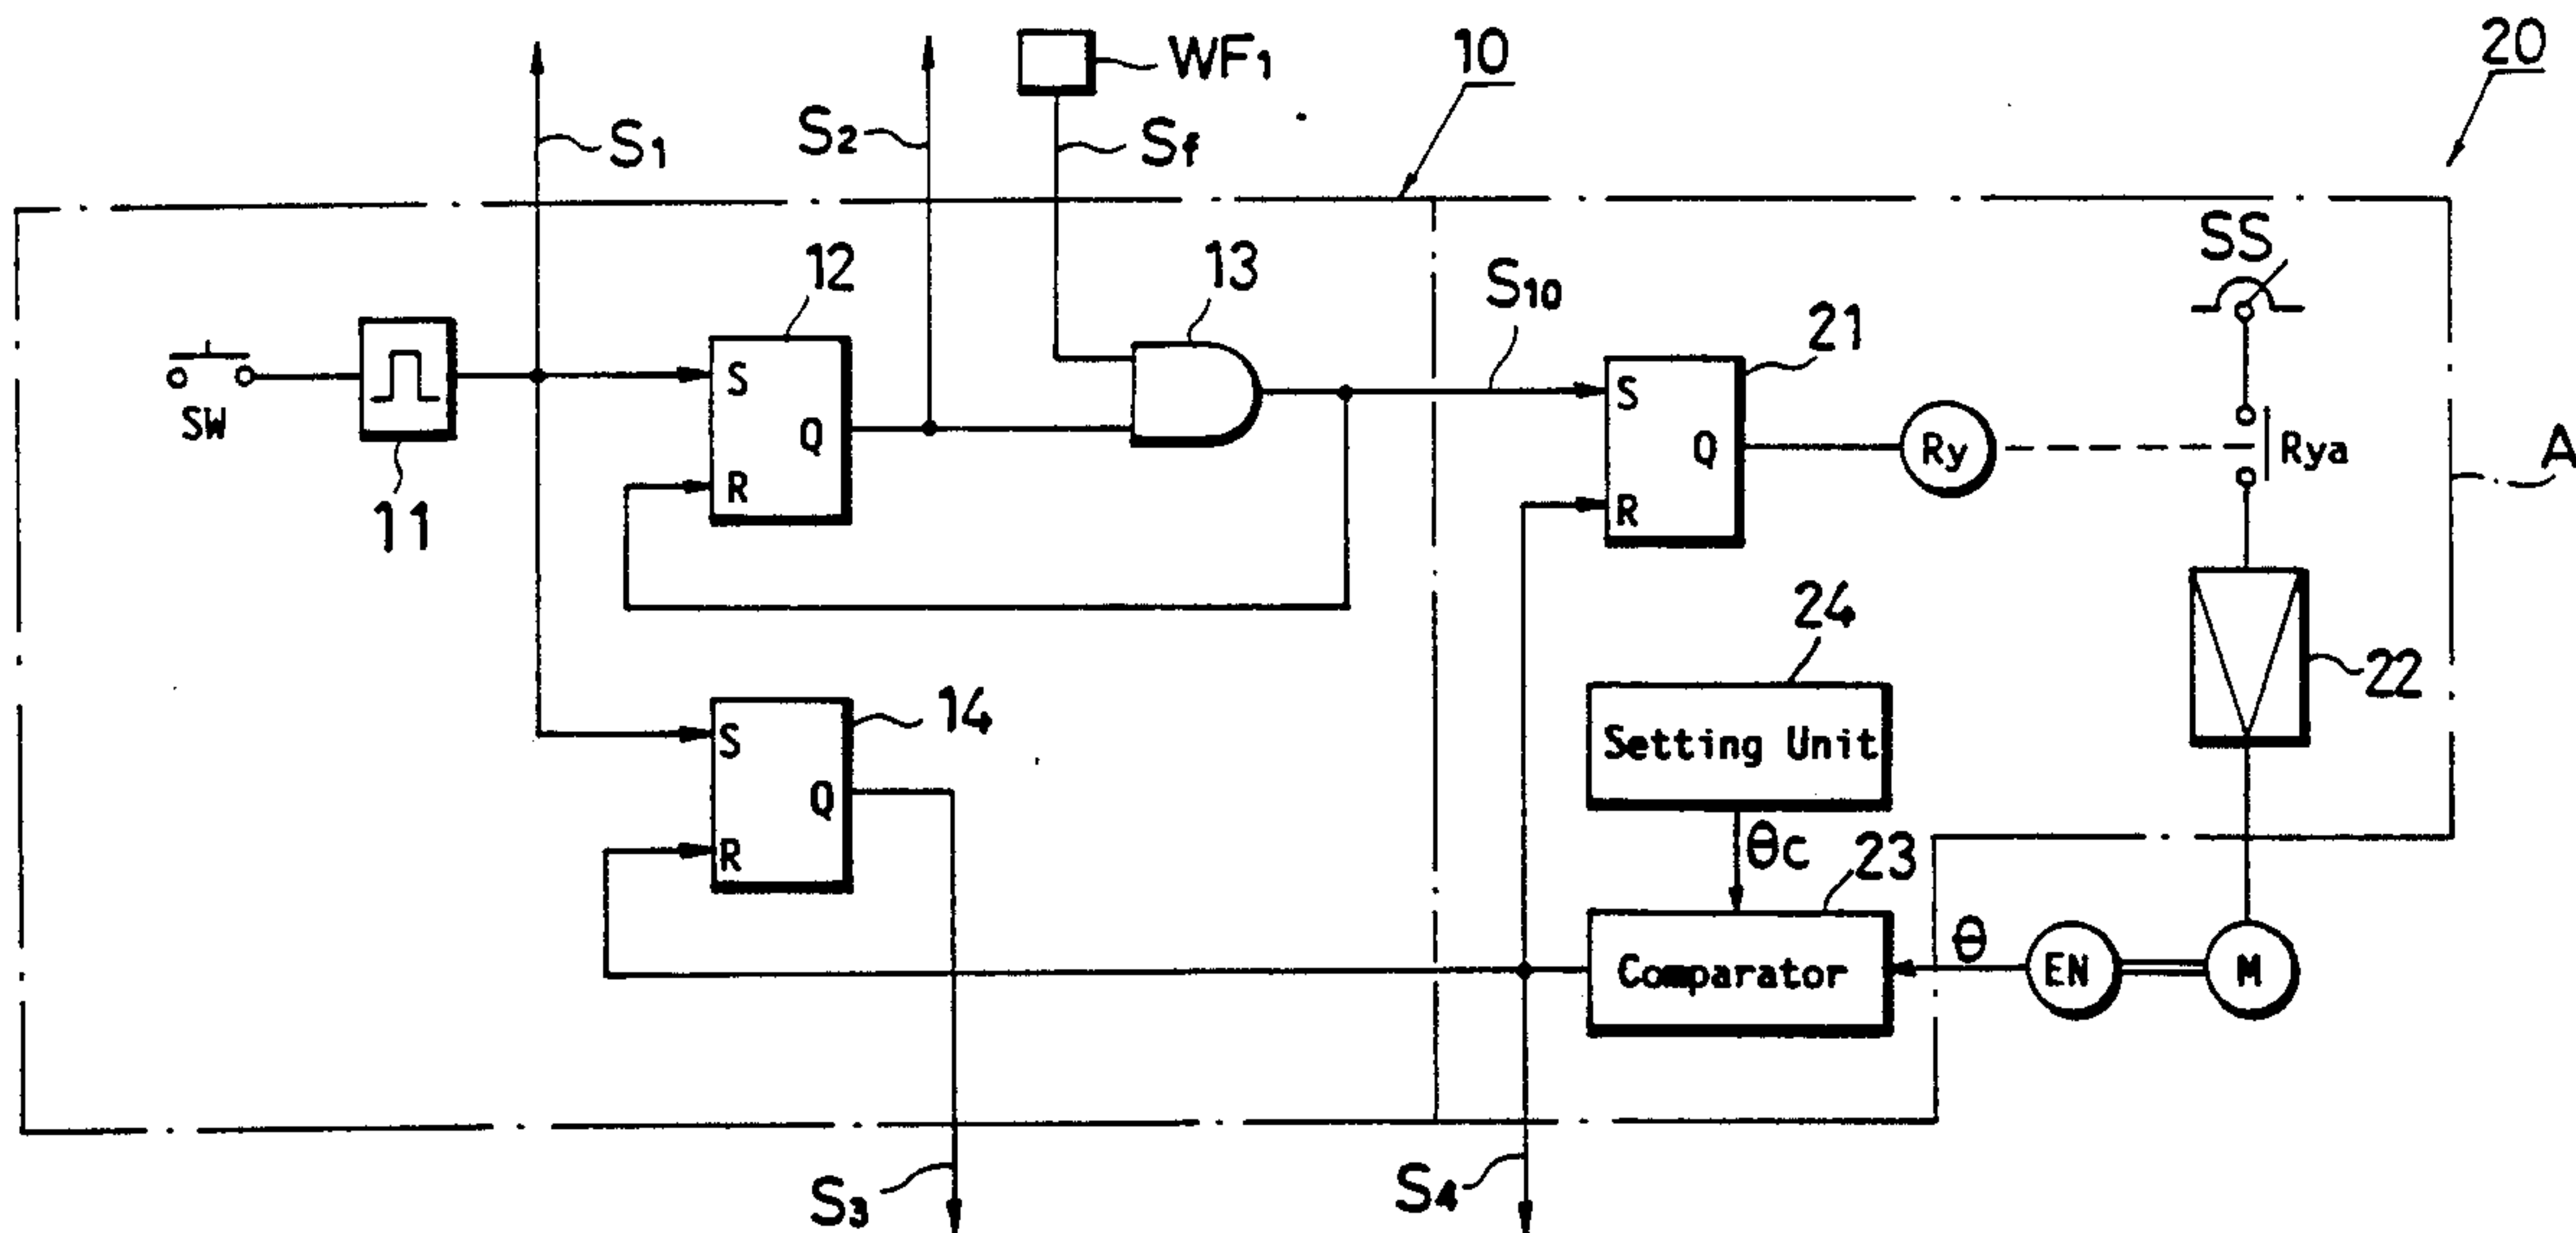 10
20
WF1
S1
S2
Sf
SS
12
13
S10
21
S
Q
R
SW
11
S
Q
R
Ry
Rya
A
24
22
14
S
Q
R
Setting Unit
θc
23
θ
Comparator
EN
M
S3
S4